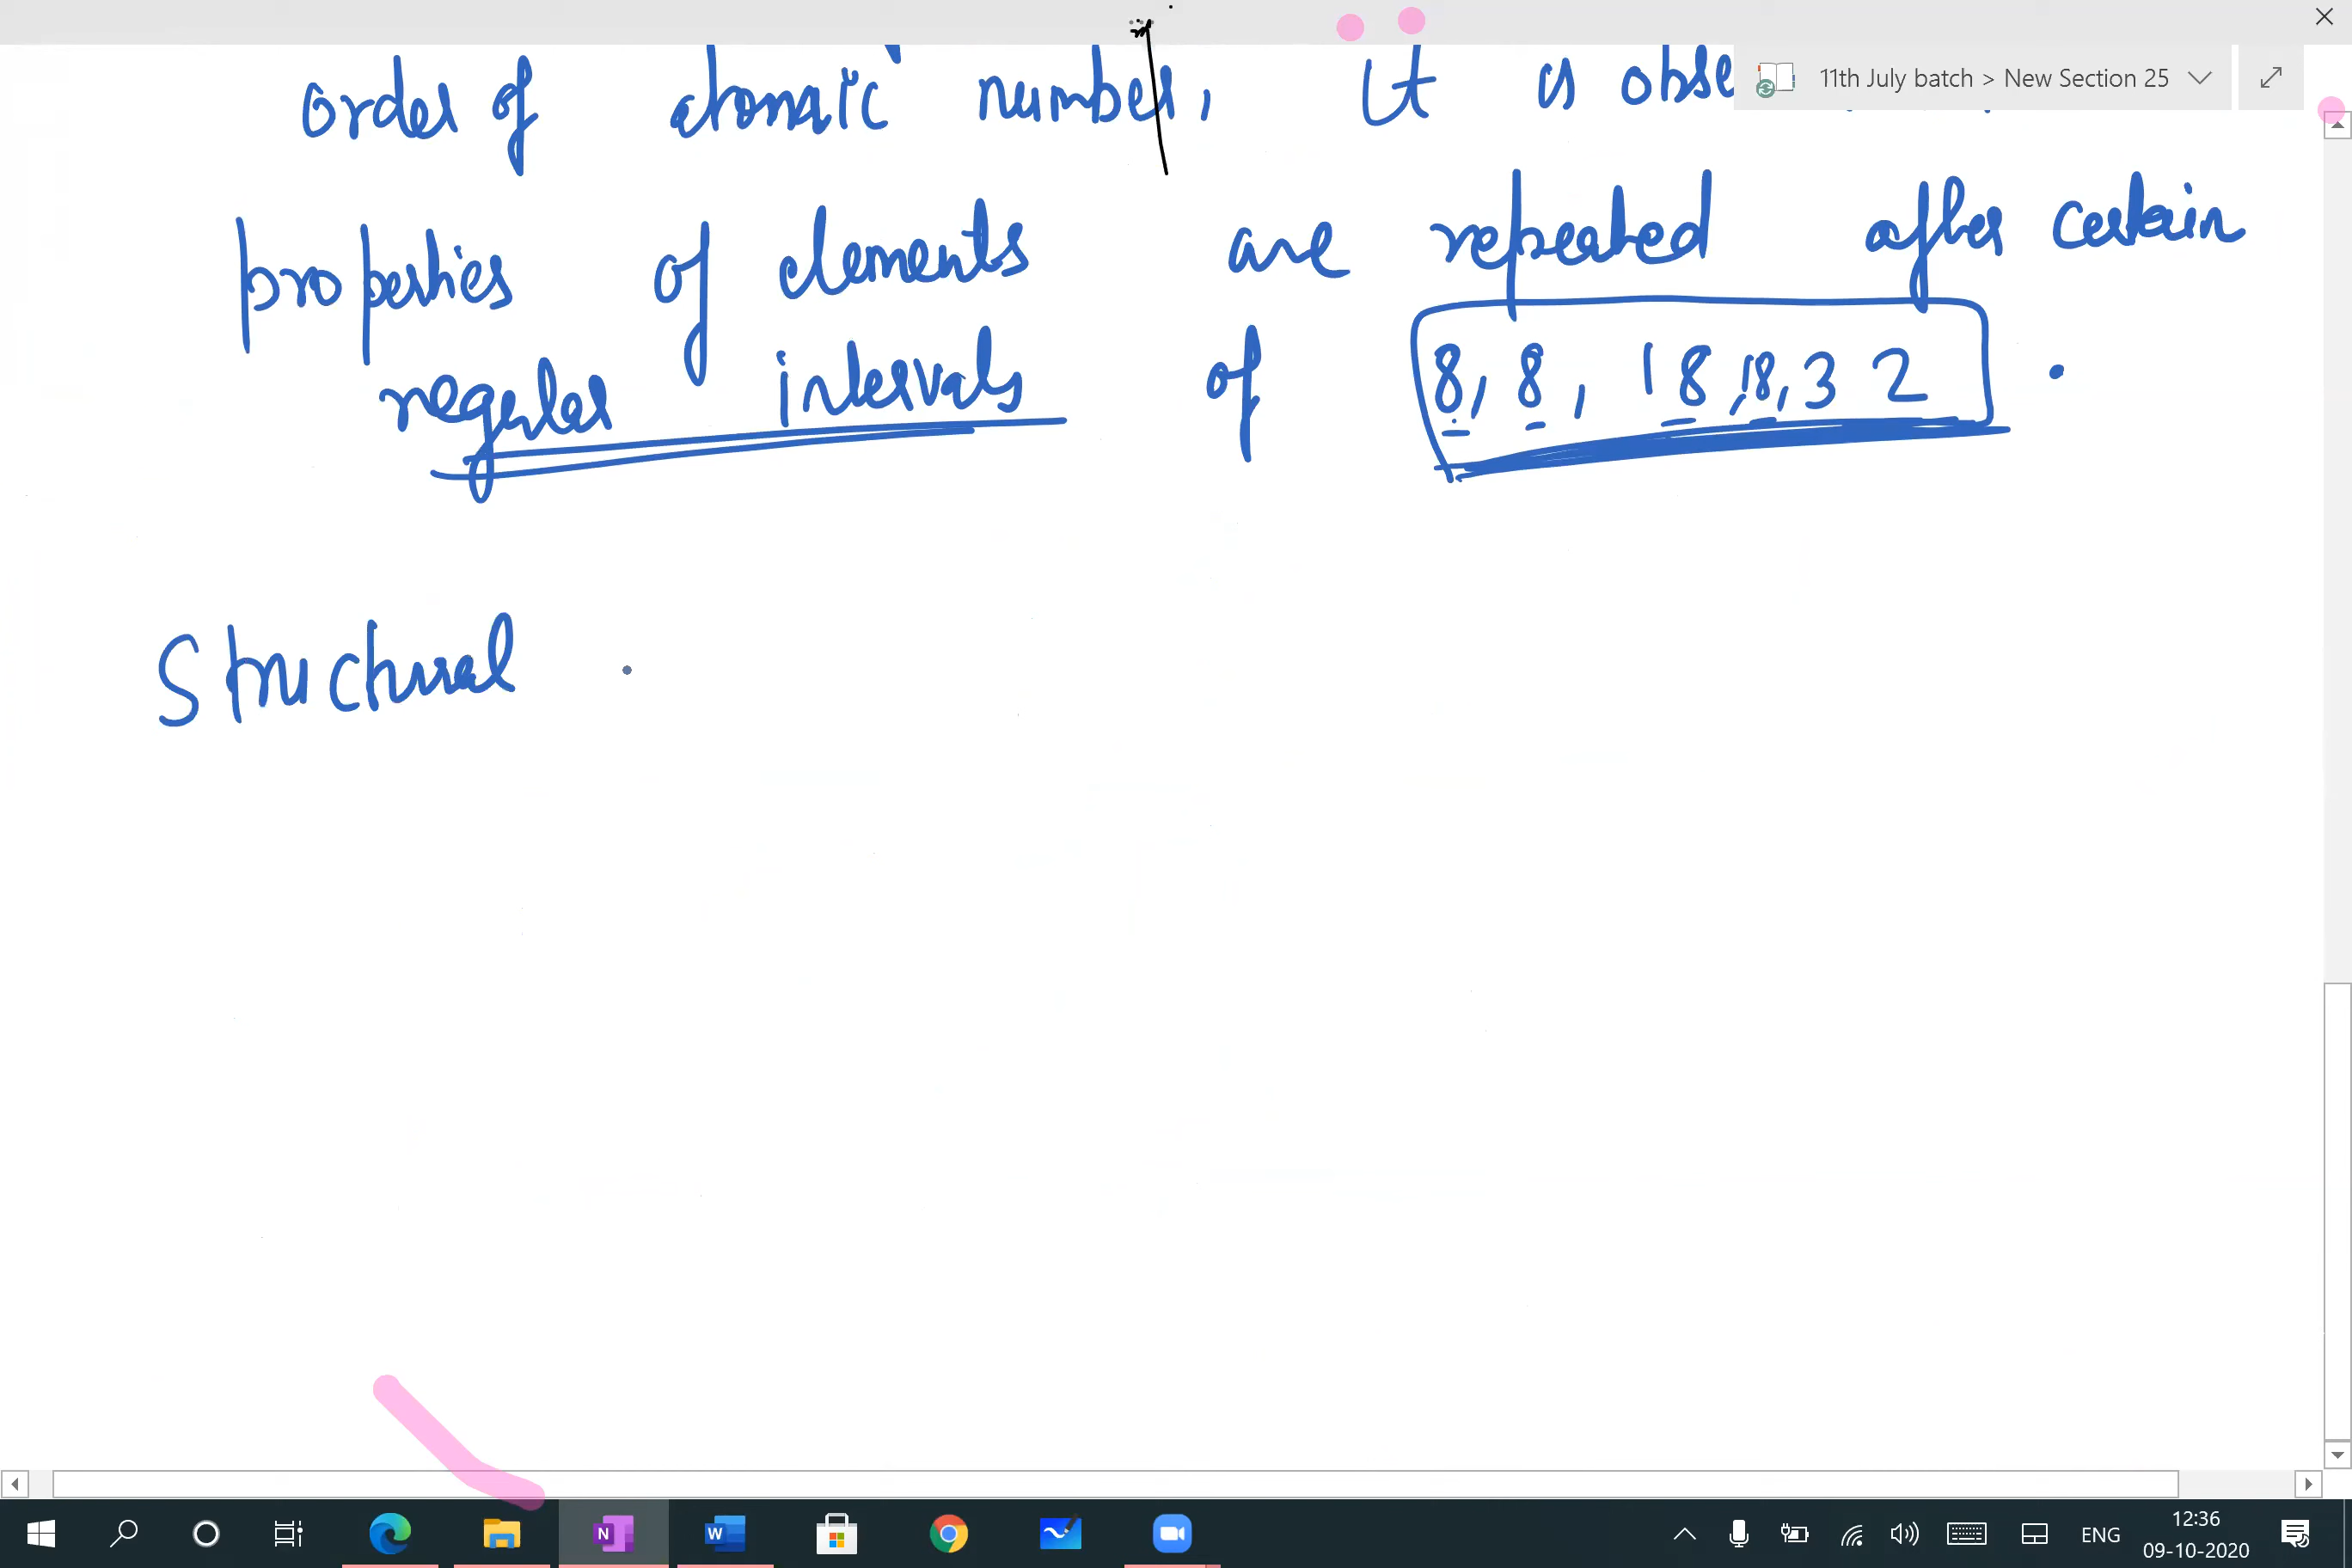 11th July batch > New Section 25
order of atomic number, it is obse
properties of elements are repeated after certain
regular intervals of 8, 8, 18, 18, 32 .
Structural
ENG
12:36
09-10-2020